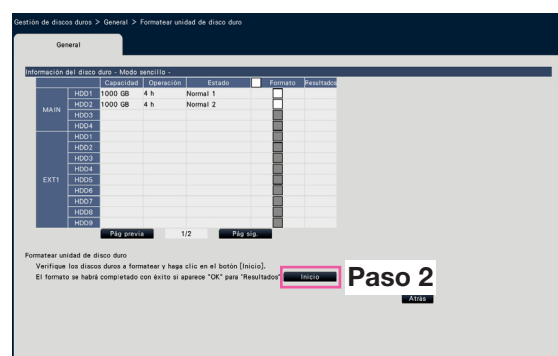 Gestión de discos duros > General > Formatear unidad de disco duro
General
Información del disco duro - Modo sencillo -
Capacidad Operación Estado Formato Resultados
MAIN
HDD1 1000 GB 4 h Normal 1
HDD2 1000 GB 4 h Normal 2
HDD3
HDD4
EXT1
HDD1
HDD2
HDD3
HDD4
HDD5
HDD6
HDD7
HDD8
HDD9
Pág previa 1/2 Pág sig.
Formatear unidad de disco duro
Verifique los discos duros a formatear y haga clic en el botón [Inicio].
El formato se habrá completado con éxito si aparece "OK" para "Resultados" Inicio Paso 2
Atrás